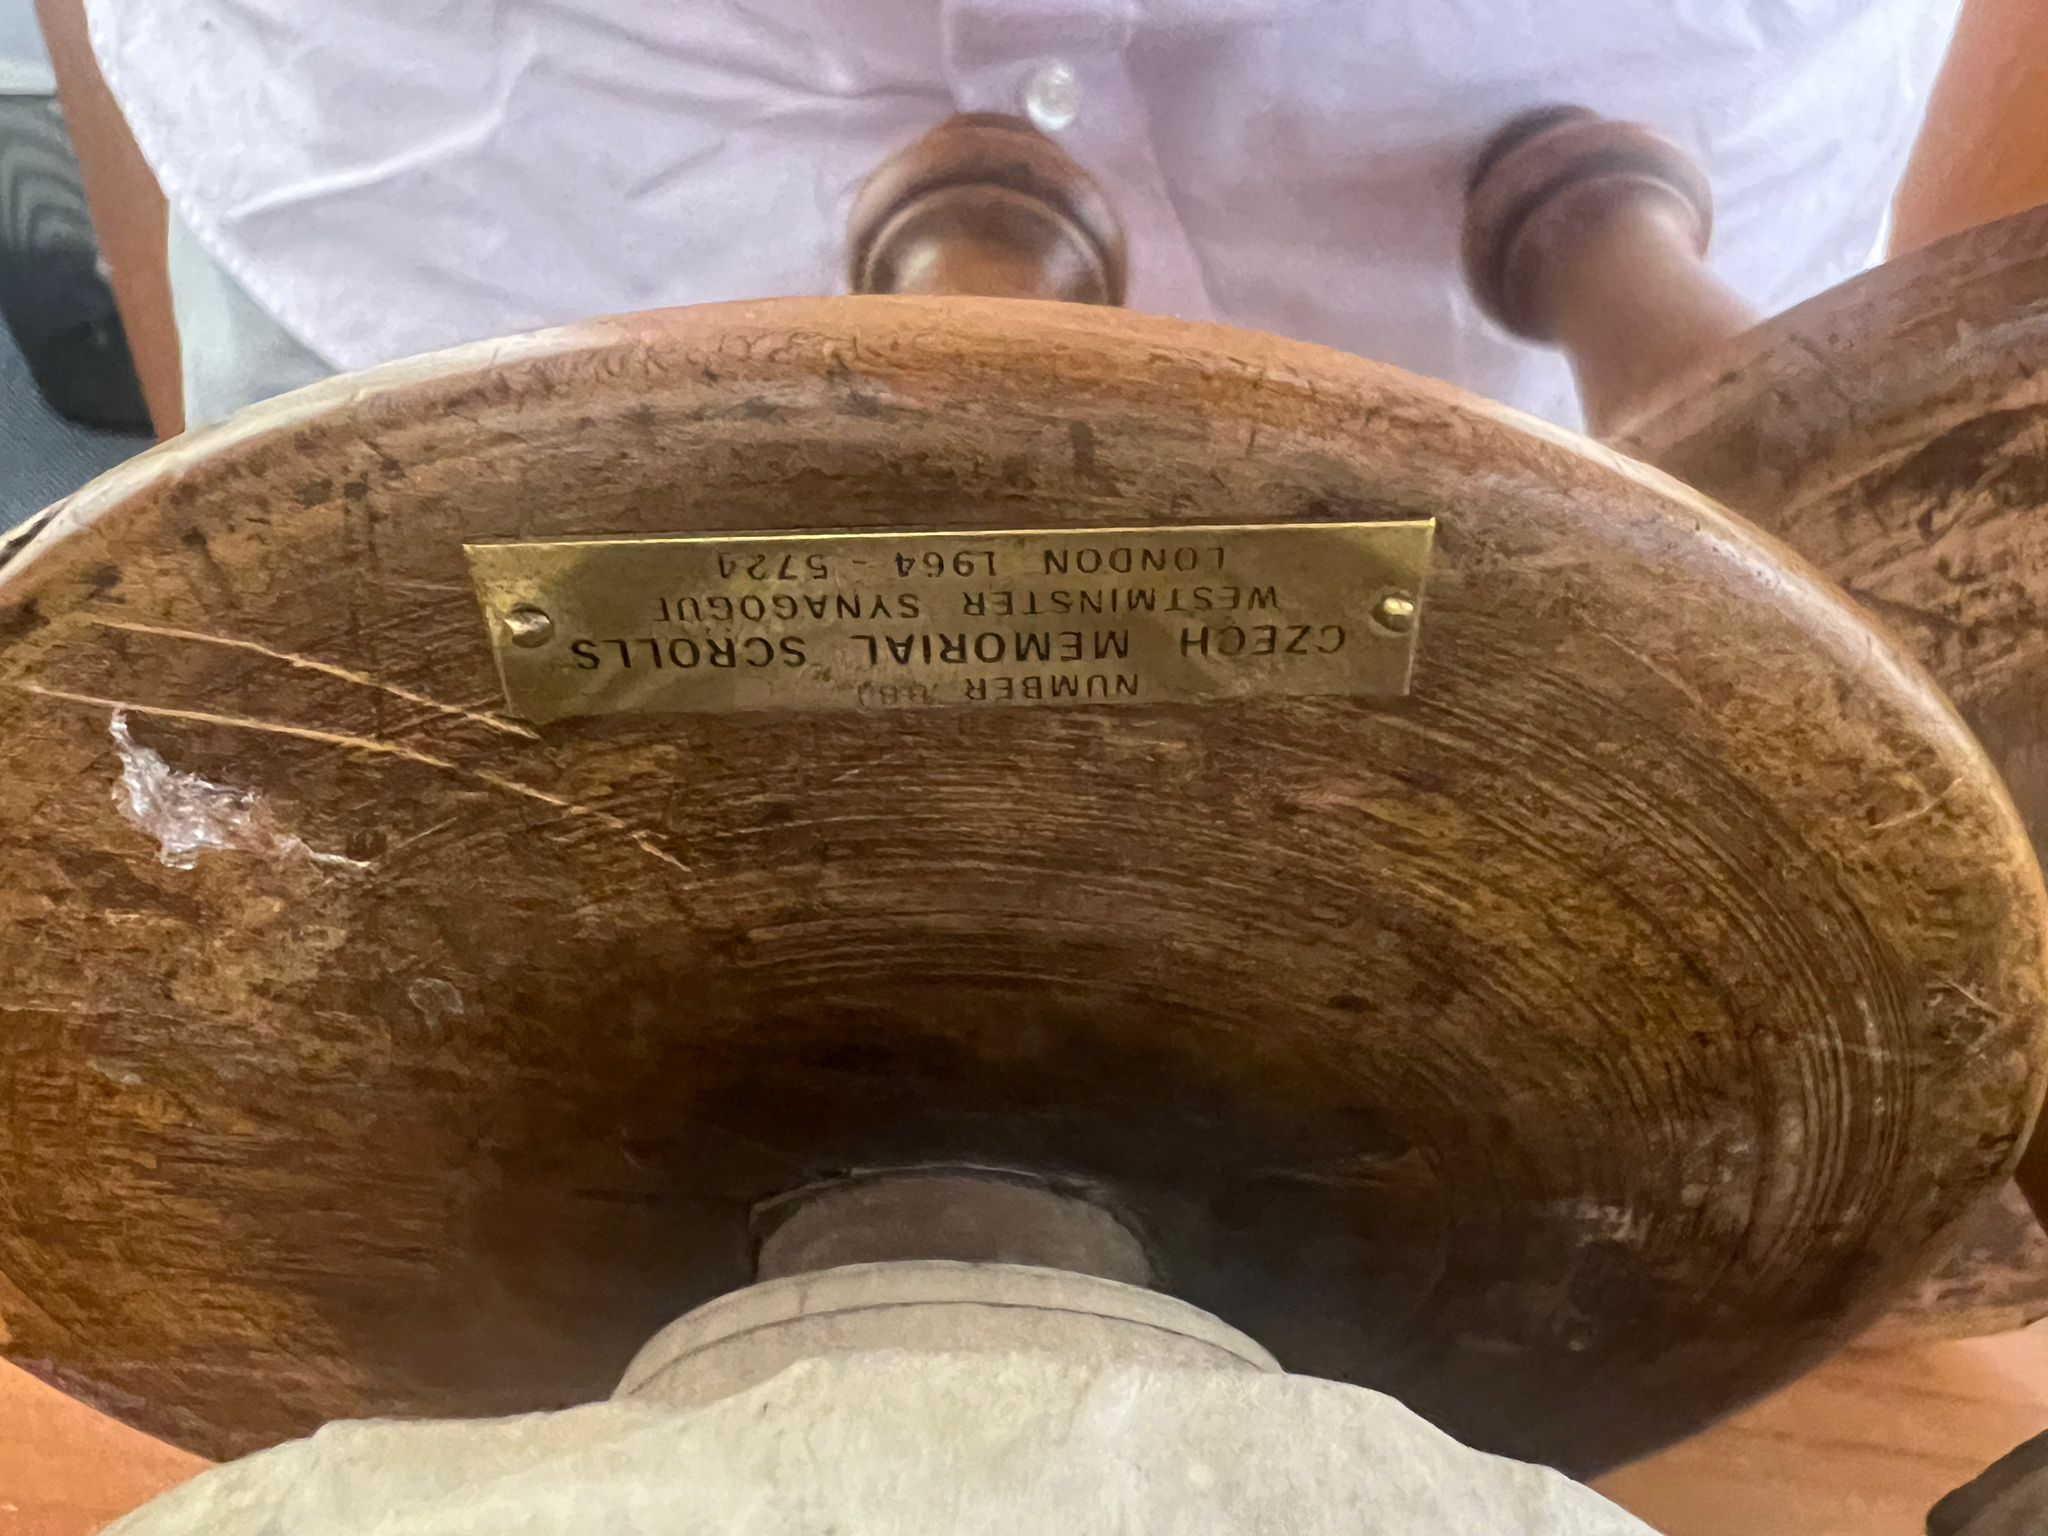 NUMBER
CZECH MEMORIAL SCROLLS
WESTMINSTER SYNAGOGUE
LONDON 1964 - 5724